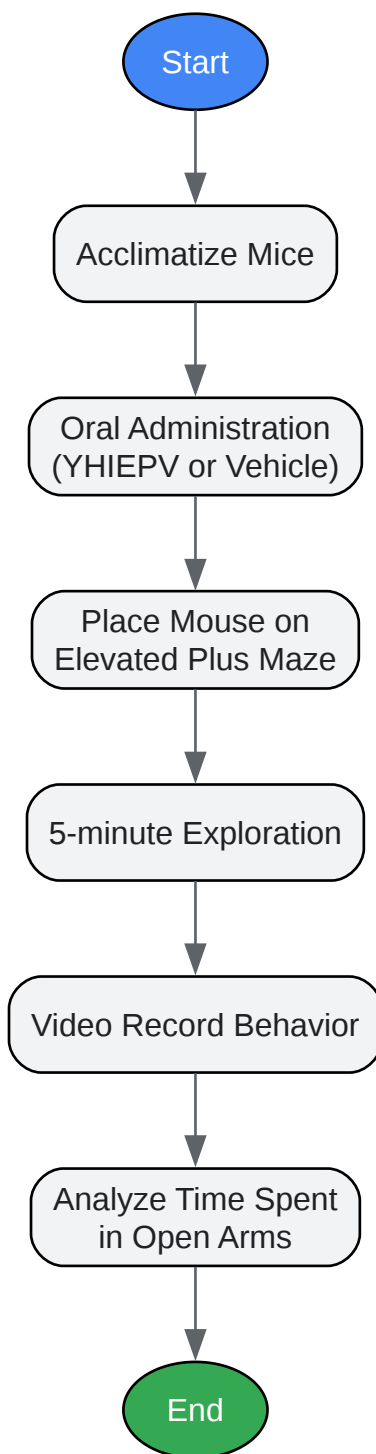 Start
Acclimatize Mice
Oral Administration
(YHIEPV or Vehicle)
Place Mouse on
Elevated Plus Maze
5-minute Exploration
Video Record Behavior
Analyze Time Spent
in Open Arms
End